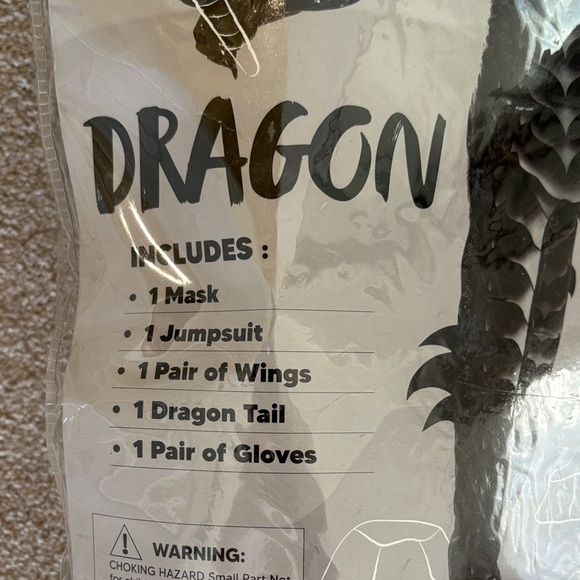 DRAGON
INCLUDES :
• 1 Mask
• 1 Jumpsuit
• 1 Pair of Wings
• 1 Dragon Tail
• 1 Pair of Gloves
WARNING:
CHOKING HAZARD Small Part Not